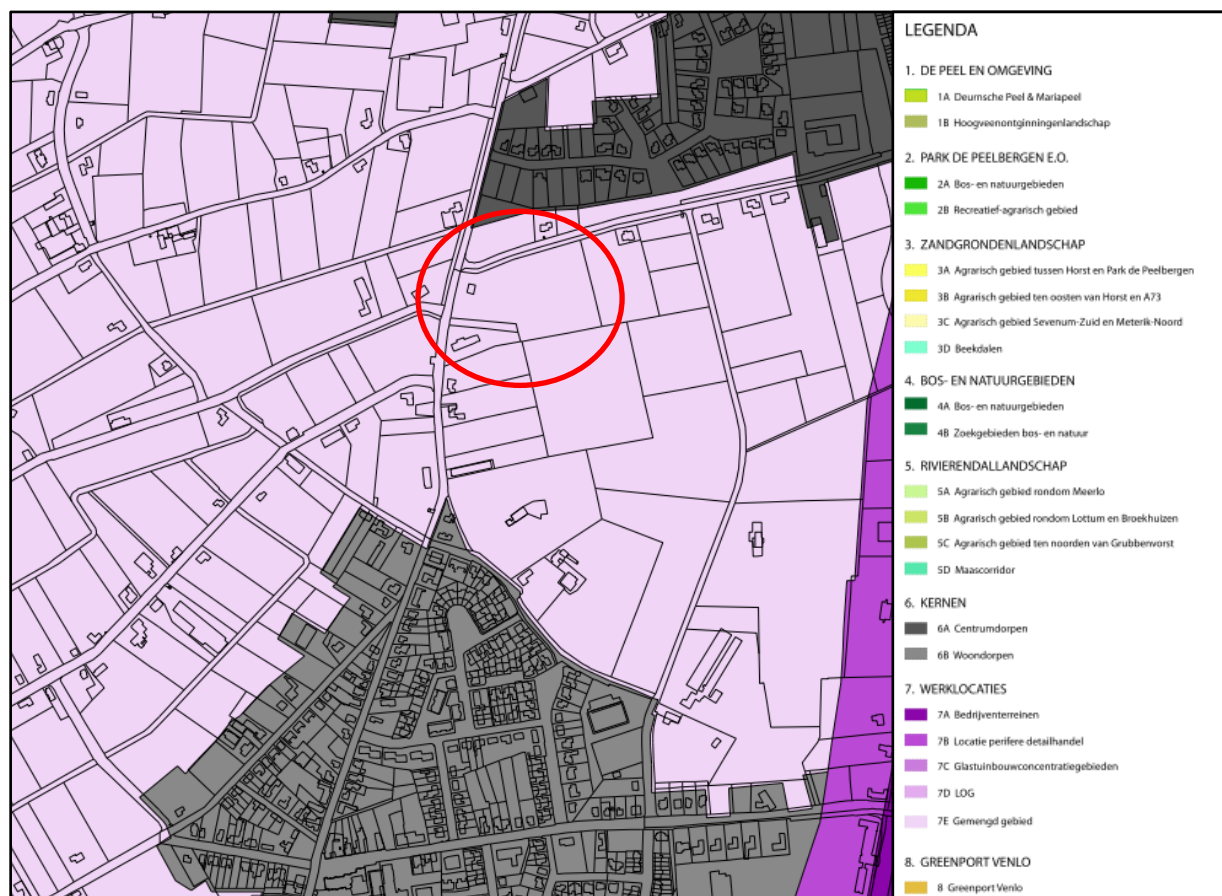 LEGENDA
1. DE PEEL EN OMGEVING
1A Deurnsche Peel & Mariapeel
1B Hoogveenontginningenlandschap
2. PARK DE PEELBERGEN E.O.
2A Bos- en natuurgebieden
2B Recreatief-agrarisch gebied
3. ZANDGRONDENLANDSCHAP
3A Agrarisch gebied tussen Horst en Park de Peelbergen
3B Agrarisch gebied ten oosten van Horst en A73
3C Agrarisch gebied Sevenum-Zuid en Meterik-Noord
3D Beekdalen
4. BOS- EN NATUURGEBIEDEN
4A Bos- en natuurgebieden
4B Zoekgebieden bos- en natuur
5. RIVIERENDALLANDSCHAP
5A Agrarisch gebied rondom Meerlo
5B Agrarisch gebied rondom Lottum en Broekhuizen
5C Agrarisch gebied ten noorden van Grubbenvorst
5D Maascorridor
6. KERNEN
6A Centrumdorpen
6B Woondorpen
7. WERKLOCATIES
7A Bedrijventerreinen
7B Locatie perifere detailhandel
7C Glastuinbouwconcentratiegebieden
7D LOG
7E Gemengd gebied
8. GREENPORT VENLO
8 Greenport Venlo